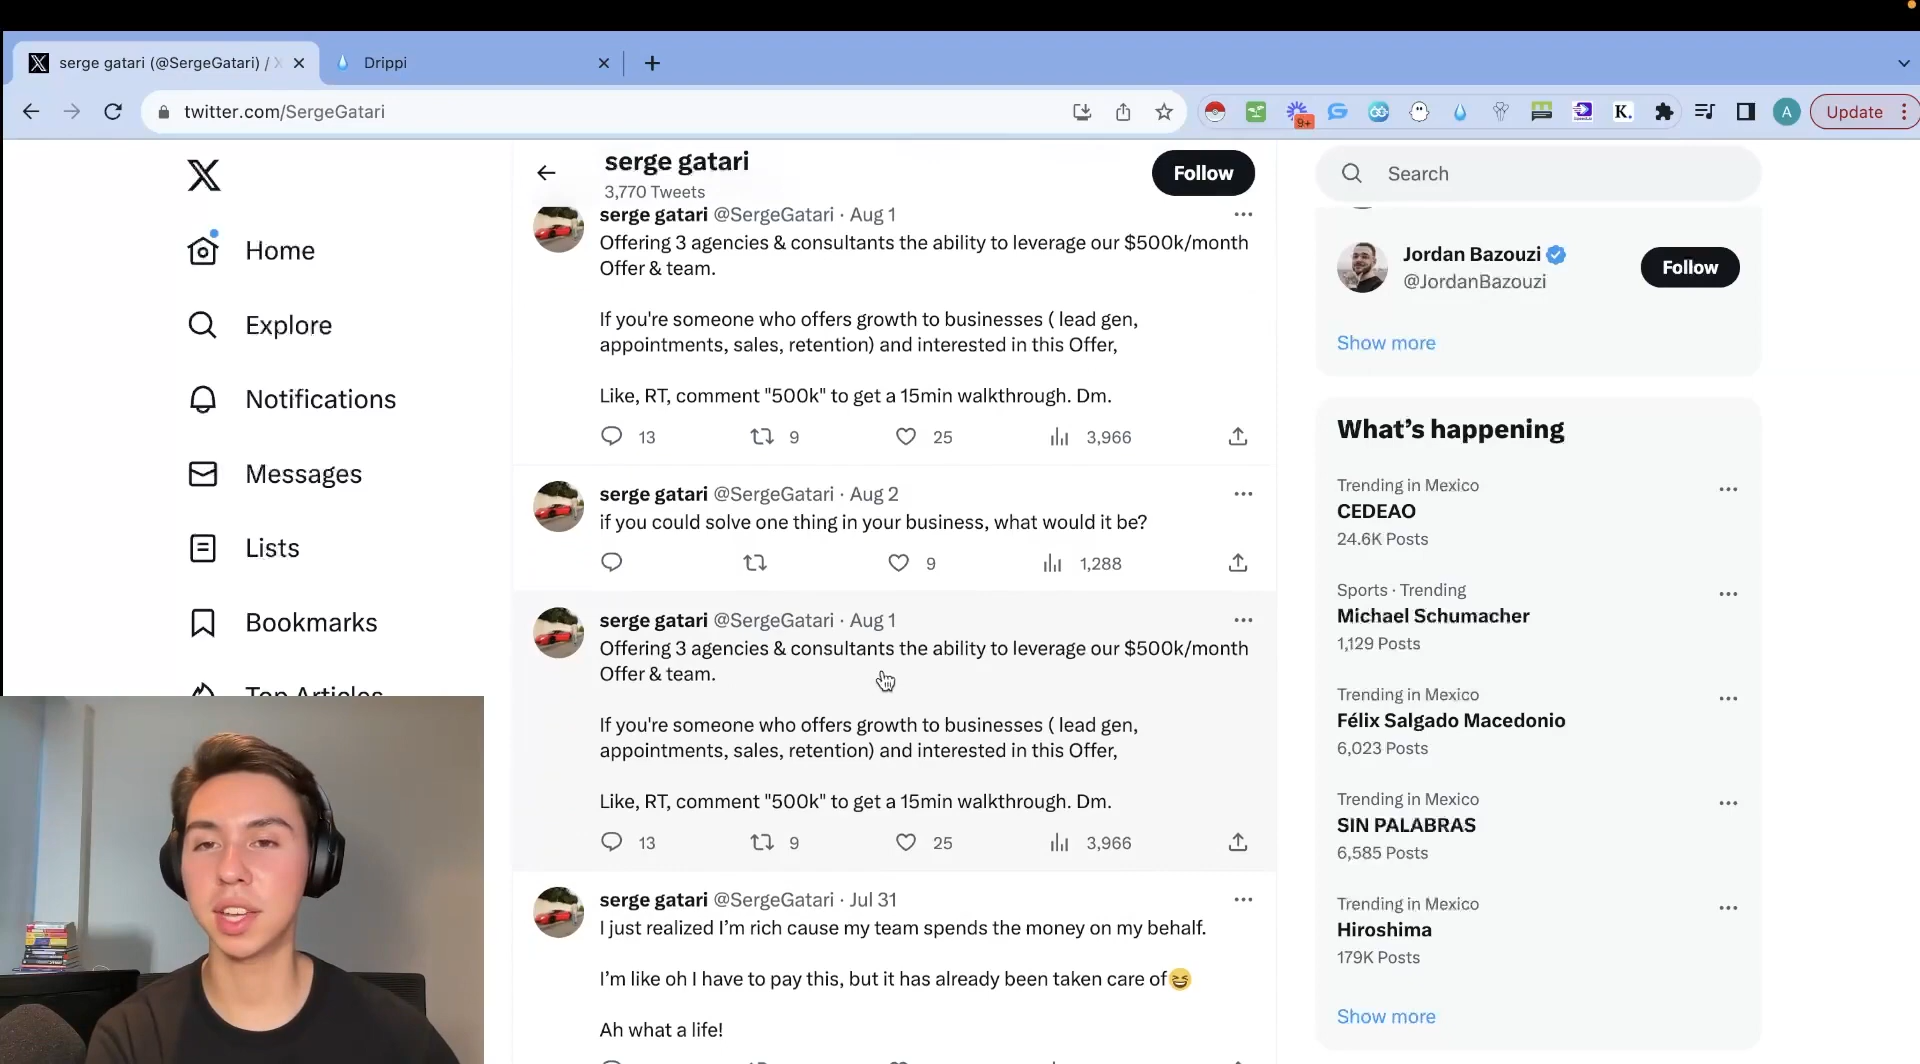 serge gatari (@SergeGatari) / X
Drippi
twitter.com/SergeGatari
9+
K.
A
Update
Home
Explore
Notifications
Messages
Lists
Bookmarks
Top Articles
serge gatari
3,770 Tweets
Follow
serge gatari @SergeGatari · Aug 1
Offering 3 agencies & consultants the ability to leverage our $500k/month
Offer & team.
If you're someone who offers growth to businesses ( lead gen,
appointments, sales, retention) and interested in this Offer,
Like, RT, comment "500k" to get a 15min walkthrough. Dm.
13 9 25 3,966
serge gatari @SergeGatari · Aug 2
if you could solve one thing in your business, what would it be?
9 1,288
serge gatari @SergeGatari · Aug 1
Offering 3 agencies & consultants the ability to leverage our $500k/month
Offer & team.
If you're someone who offers growth to businesses ( lead gen,
appointments, sales, retention) and interested in this Offer,
Like, RT, comment "500k" to get a 15min walkthrough. Dm.
13 9 25 3,966
serge gatari @SergeGatari · Jul 31
I just realized I'm rich cause my team spends the money on my behalf.
I'm like oh I have to pay this, but it has already been taken care of😆
Ah what a life!
Search
Jordan Bazouzi
@JordanBazouzi
Follow
Show more
What's happening
Trending in Mexico
CEDEAO
24.6K Posts
Sports · Trending
Michael Schumacher
1,129 Posts
Trending in Mexico
Félix Salgado Macedonio
6,023 Posts
Trending in Mexico
SIN PALABRAS
6,585 Posts
Trending in Mexico
Hiroshima
179K Posts
Show more